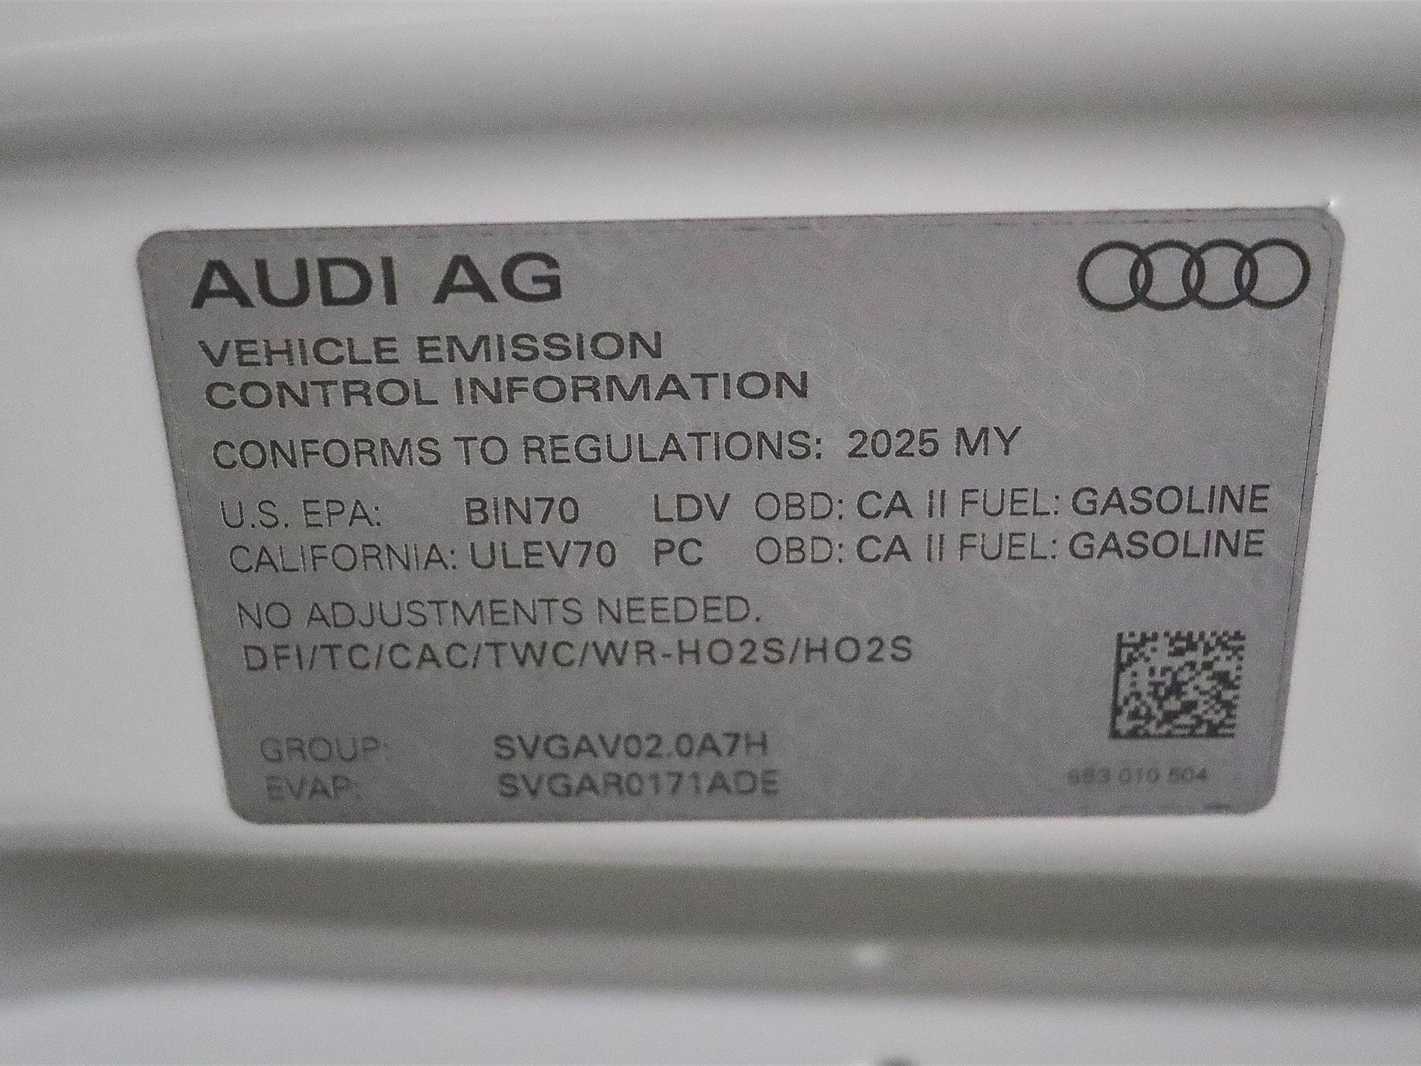 AUDI AG
VEHICLE EMISSION
CONTROL INFORMATION
CONFORMS TO REGULATIONS: 2025 MY
U.S. EPA: BIN70 LDV OBD: CA II FUEL: GASOLINE
CALIFORNIA: ULEV70 PC OBD: CA II FUEL: GASOLINE
NO ADJUSTMENTS NEEDED.
DFI/TC/CAC/TWC/WR-HO2S/HO2S
GROUP: SVGAV02.0A7H
EVAP: SVGAR0171ADE
010 504